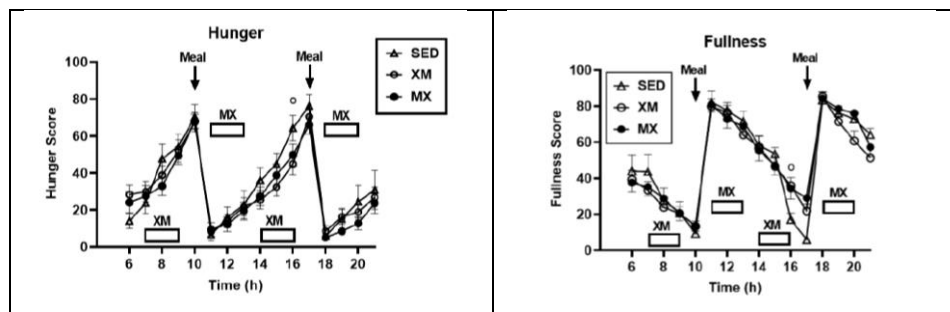 Hunger
Meal
Meal
SED
XM
MX
100
80
60
40
20
0
Hunger Score
MX
MX
XM
XM
6 8 10 12 14 16 18 20
Time (h)
Fullness
Meal
Meal
SED
XM
MX
100
80
60
40
20
0
Fullness Score
MX
MX
XM
XM
6 8 10 12 14 16 18 20
Time (h)